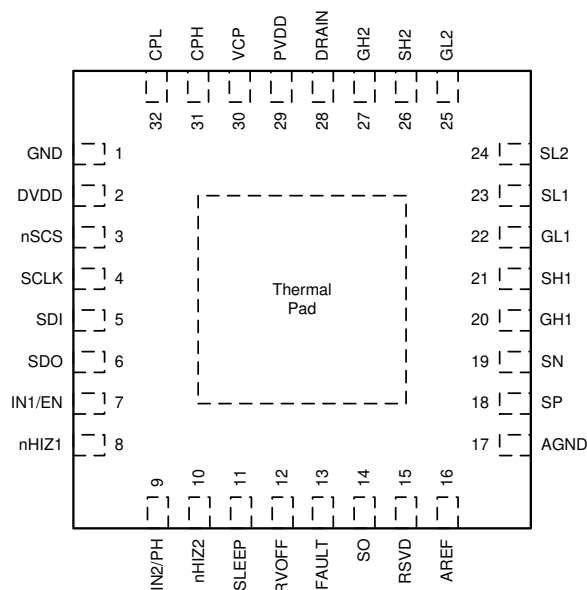 CPL
CPH
VCP
PVDD
DRAIN
GH2
SH2
GL2
32
31
30
29
28
27
26
25
GND 1
DVDD 2
nSCS 3
SCLK 4
SDI 5
SDO 6
IN1/EN 7
nHIZ1 8
Thermal
Pad
24 SL2
23 SL1
22 GL1
21 SH1
20 GH1
19 SN
18 SP
17 AGND
9
10
11
12
13
14
15
16
IN2/PH
nHIZ2
SLEEP
RVOFF
FAULT
SO
RSVD
AREF